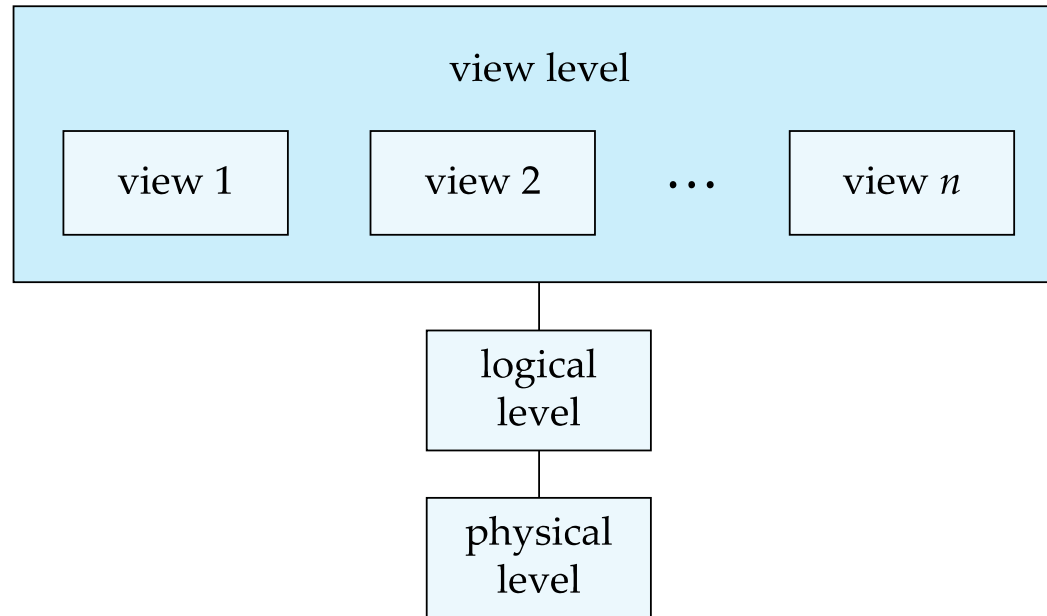 view level
view 1
view 2
...
view n
logical
level
physical
level